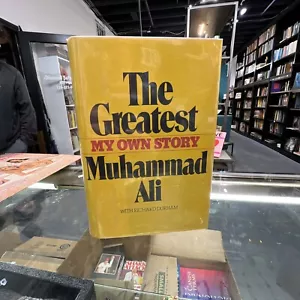 The
Greatest
MY OWN STORY
Muhammad
Ali
WITH RICHARD DURHAM